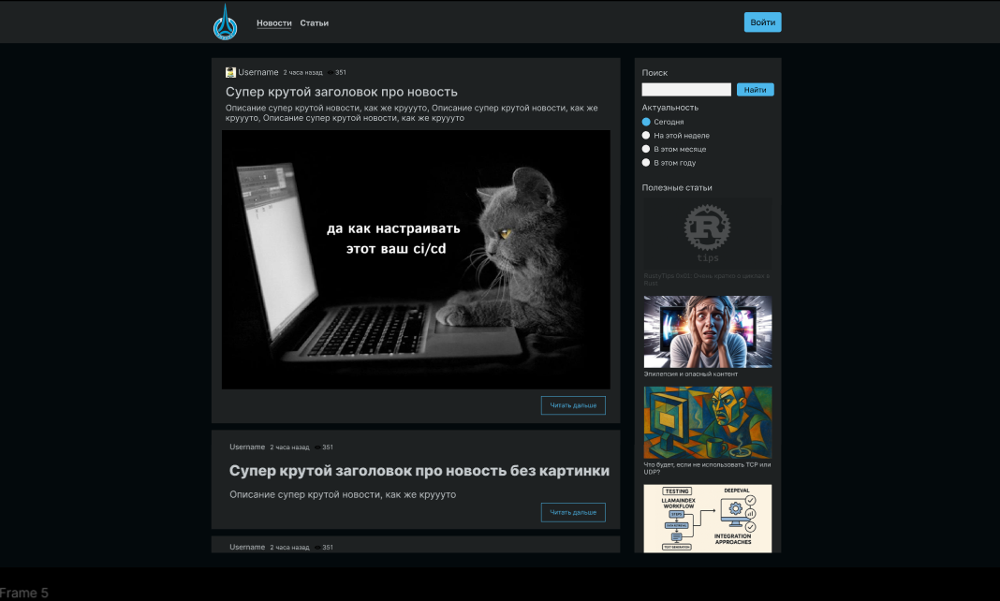 Новости Статьи
Войти
Username 2 часа назад 351
Супер крутой заголовок про новость
Описание супер крутой новости, как же круууто, Описание супер крутой новости, как же
круууто, Описание супер крутой новости, как же круууто
да как настраивать
этот ваш ci/cd
Читать дальше
Username 2 часа назад 351
Супер крутой заголовок про новость без картинки
Описание супер крутой новости, как же круууто
Читать дальше
Username 2 часа назад 351
Поиск
Найти
Актуальность
Сегодня
На этой неделе
В этом месяце
В этом году
Полезные статьи
R
tips
RustyTips 0x01: Очень кратко о циклах в
Rust
Эпилепсия и опасный контент
Что будет, если не использовать TCP или
UDP?
TESTING
LLAMAINDEX
WORKFLOW
STEPS
TEST GENERATION
DEEPEVAL
INTEGRATION
APPROACHES
Frame 5